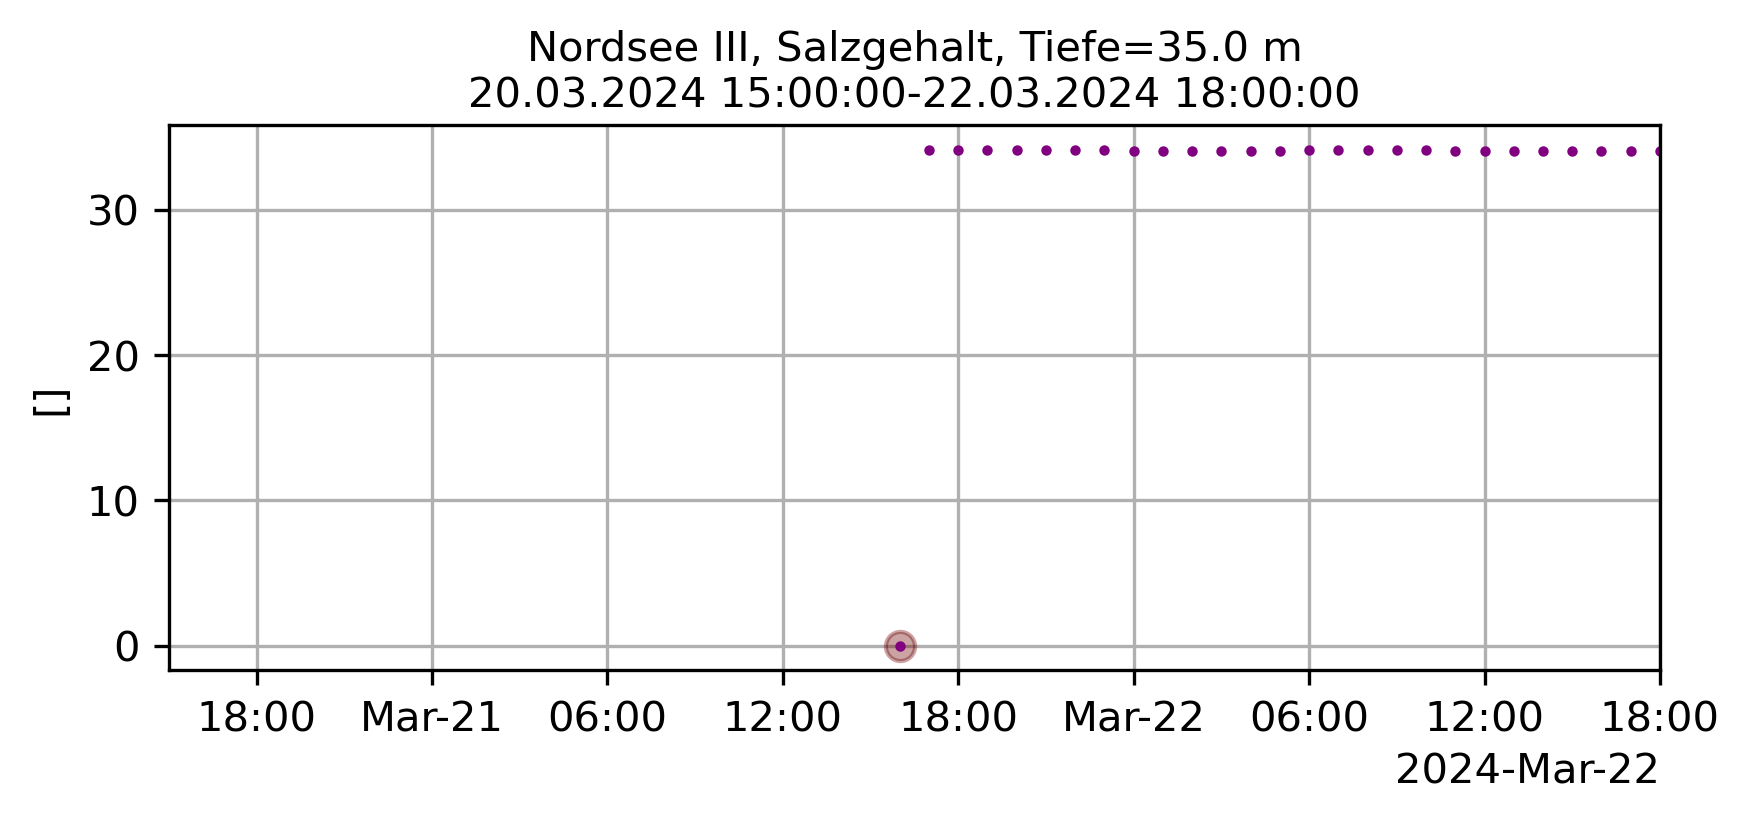 Nordsee III, Salzgehalt, Tiefe=35.0 m
20.03.2024 15:00:00-22.03.2024 18:00:00
30
20
10
0
[]
18:00 Mar-21 06:00 12:00 18:00 Mar-22 06:00 12:00 18:00
2024-Mar-22